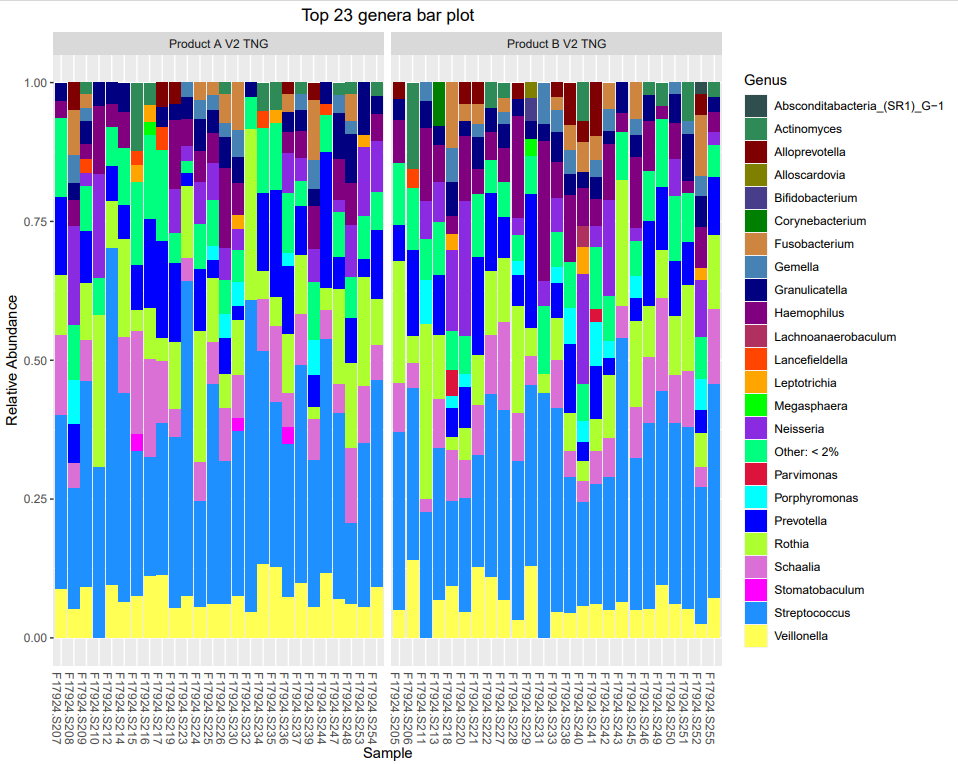 Top 23 genera bar plot
Product A V2 TNG
Product B V2 TNG
Relative Abundance
1.00
0.75
0.50
0.25
0.00
F17924.S207
F17924.S208
F17924.S209
F17924.S210
F17924.S212
F17924.S214
F17924.S215
F17924.S216
F17924.S217
F17924.S219
F17924.S223
F17924.S224
F17924.S225
F17924.S226
F17924.S230
F17924.S232
F17924.S234
F17924.S235
F17924.S236
F17924.S237
F17924.S239
F17924.S244
F17924.S247
F17924.S248
F17924.S253
F17924.S254
F17924.S205
F17924.S206
F17924.S211
F17924.S213
F17924.S218
F17924.S220
F17924.S221
F17924.S222
F17924.S227
F17924.S228
F17924.S229
F17924.S231
F17924.S233
F17924.S238
F17924.S240
F17924.S241
F17924.S242
F17924.S243
F17924.S245
F17924.S246
F17924.S249
F17924.S250
F17924.S251
F17924.S252
F17924.S255
Sample
Genus
Absconditabacteria_(SR1)_G−1
Actinomyces
Alloprevotella
Alloscardovia
Bifidobacterium
Corynebacterium
Fusobacterium
Gemella
Granulicatella
Haemophilus
Lachnoanaerobaculum
Lancefieldella
Leptotrichia
Megasphaera
Neisseria
Other: < 2%
Parvimonas
Porphyromonas
Prevotella
Rothia
Schaalia
Stomatobaculum
Streptococcus
Veillonella